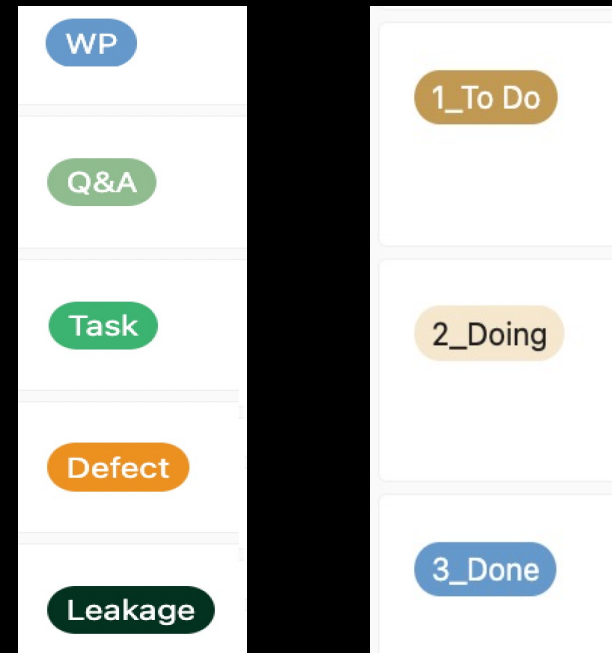 WP
Q&A
Task
Defect
Leakage
1_To Do
2_Doing
3_Done